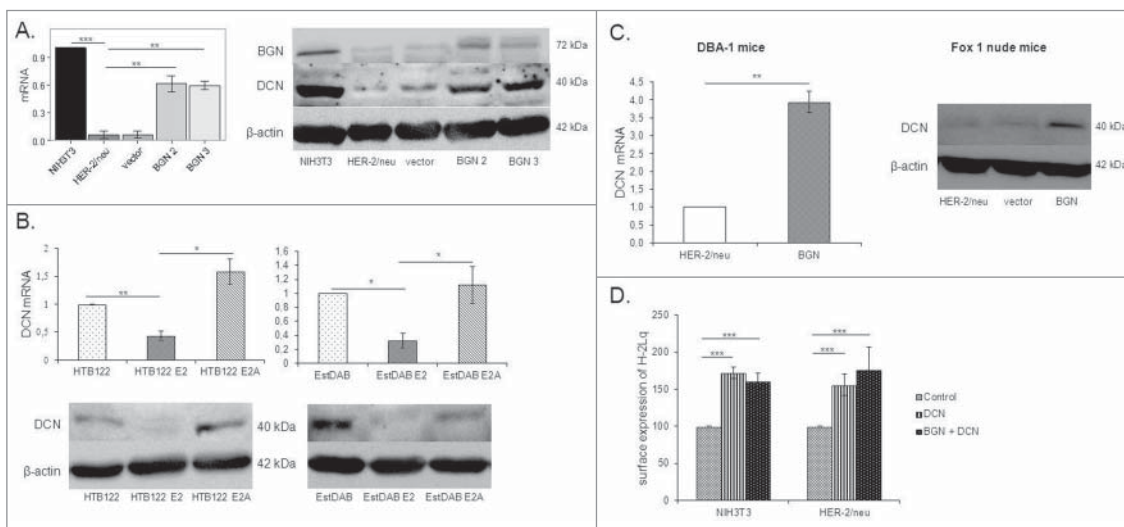 A.
***
**
**
mRNA
0.9
0.6
0.3
0.0
NIH3T3
HER-2/neu
vector
BGN 2
BGN 3
BGN
72 kDa
DCN
40 kDa
β-actin
42 kDa
NIH3T3 HER-2/neu vector BGN 2 BGN 3
B.
DCN mRNA
2
1,5
1
0,5
0
**
*
HTB122 HTB122 E2 HTB122 E2A
1.6
1.4
1.2
1
0.8
0.6
0.4
0.2
0
*
*
EstDAB EstDAB E2 EstDAB E2A
DCN
40 kDa
β-actin
42 kDa
HTB122 HTB122 E2 HTB122 E2A
EstDAB EstDAB E2 EstDAB E2A
C.
DBA-1 mice
DCN mRNA
4.5
4.0
3.5
3.0
2.5
2.0
1.5
1.0
0.5
0.0
**
HER-2/neu BGN
Fox 1 nude mice
DCN
40 kDa
β-actin
42 kDa
HER-2/neu vector BGN
D.
surface expression of H-2Lq
250
200
150
100
50
0
***
***
***
***
NIH3T3 HER-2/neu
Control
DCN
BGN + DCN